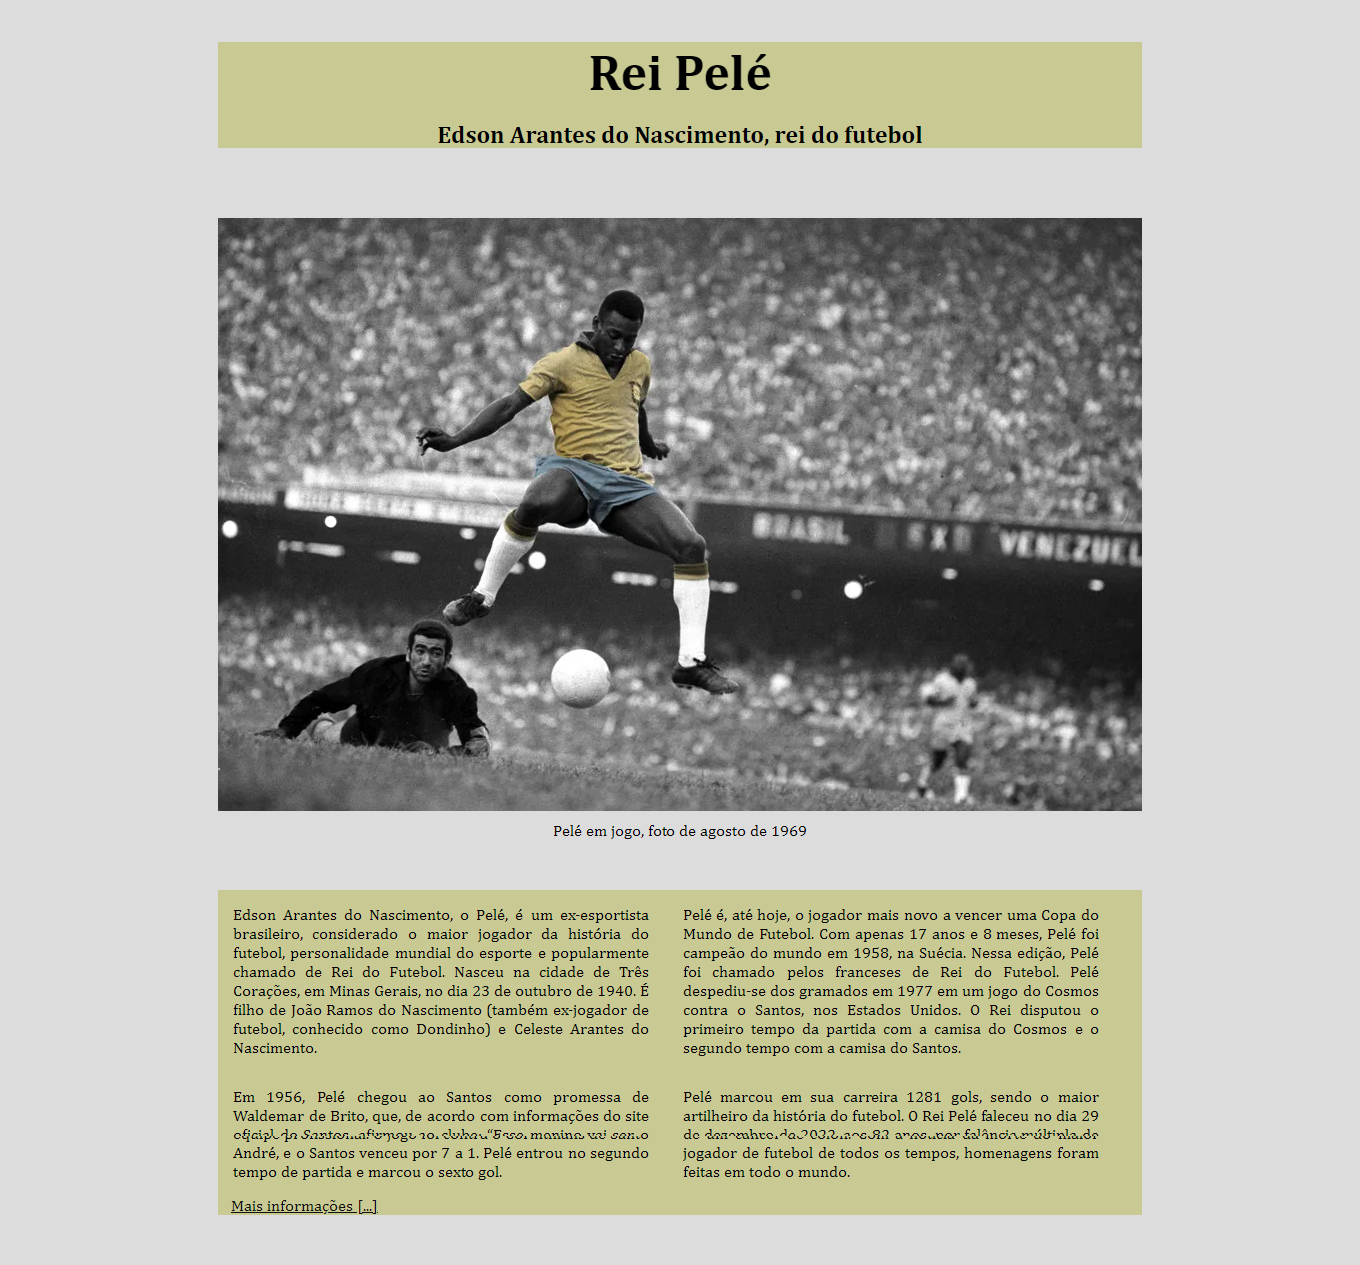 Rei Pelé
Edson Arantes do Nascimento, rei do futebol
BRASIL
X
VENEZUEL
Pelé em jogo, foto de agosto de 1969
Edson Arantes do Nascimento, o Pelé, é um ex-esportista
brasileiro, considerado o maior jogador da história do
futebol, personalidade mundial do esporte e popularmente
chamado de Rei do Futebol. Nasceu na cidade de Três
Corações, em Minas Gerais, no dia 23 de outubro de 1940. É
filho de João Ramos do Nascimento (também ex-jogador de
futebol, conhecido como Dondinho) e Celeste Arantes do
Nascimento.
Em 1956, Pelé chegou ao Santos como promessa de
Waldemar de Brito, que, de acordo com informações do site
André, e o Santos venceu por 7 a 1. Pelé entrou no segundo
tempo de partida e marcou o sexto gol.
Pelé é, até hoje, o jogador mais novo a vencer uma Copa do
Mundo de Futebol. Com apenas 17 anos e 8 meses, Pelé foi
campeão do mundo em 1958, na Suécia. Nessa edição, Pelé
foi chamado pelos franceses de Rei do Futebol. Pelé
despediu-se dos gramados em 1977 em um jogo do Cosmos
contra o Santos, nos Estados Unidos. O Rei disputou o
primeiro tempo da partida com a camisa do Cosmos e o
segundo tempo com a camisa do Santos.
Pelé marcou em sua carreira 1281 gols, sendo o maior
artilheiro da história do futebol. O Rei Pelé faleceu no dia 29
jogador de futebol de todos os tempos, homenagens foram
feitas em todo o mundo.
Mais informações [...]